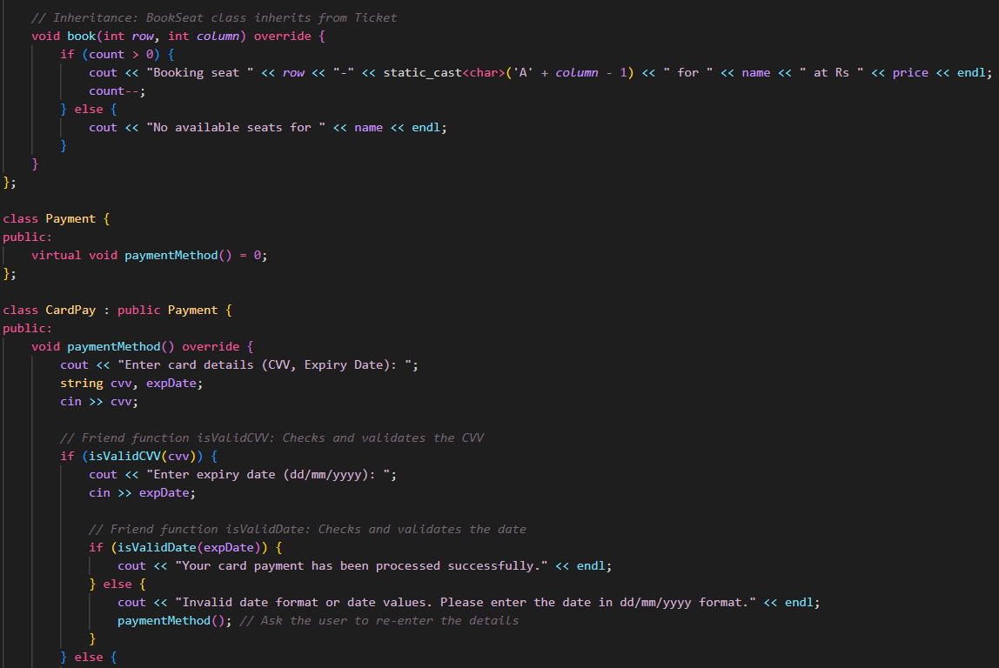 // Inheritance: BookSeat class inherits from Ticket
    void book(int row, int column) override {
        if (count > 0) {
            cout << "Booking seat " << row << "-" << static_cast<char>('A' + column - 1) << " for " << name << " at Rs " << price << endl;
            count--;
        } else {
            cout << "No available seats for " << name << endl;
        }
    }
};

class Payment {
public:
    virtual void paymentMethod() = 0;
};

class CardPay : public Payment {
public:
    void paymentMethod() override {
        cout << "Enter card details (CVV, Expiry Date): ";
        string cvv, expDate;
        cin >> cvv;

        // Friend function isValidCVV: Checks and validates the CVV
        if (isValidCVV(cvv)) {
            cout << "Enter expiry date (dd/mm/yyyy): ";
            cin >> expDate;

            // Friend function isValidDate: Checks and validates the date
            if (isValidDate(expDate)) {
                cout << "Your card payment has been processed successfully." << endl;
            } else {
                cout << "Invalid date format or date values. Please enter the date in dd/mm/yyyy format." << endl;
                paymentMethod(); // Ask the user to re-enter the details
            }
        } else {